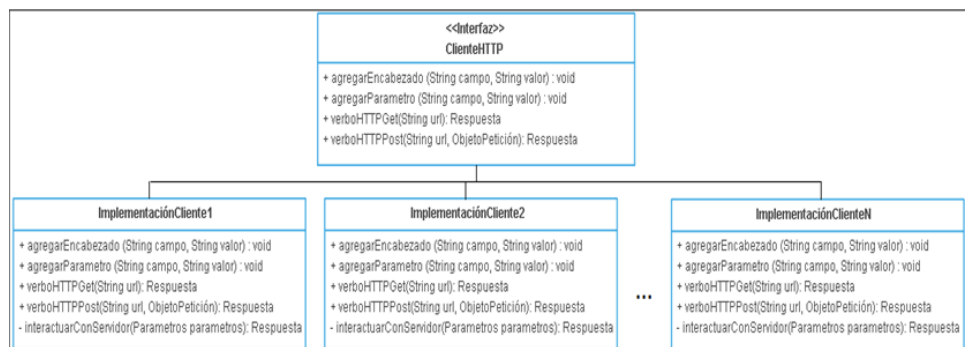 <<Interfaz>>
ClienteHTTP
+ agregarEncabezado (String campo, String valor) : void
+ agregarParametro (String campo, String valor) : void
+ verboHTTPGet(String url): Respuesta
+ verboHTTPPost(String url, ObjetoPetición): Respuesta
ImplementaciónCliente1
+ agregarEncabezado (String campo, String valor) : void
+ agregarParametro (String campo, String valor) : void
+ verboHTTPGet(String url): Respuesta
+ verboHTTPPost(String url, ObjetoPetición): Respuesta
- interactuarConServidor(Parametros parametros): Respuesta
ImplementaciónCliente2
+ agregarEncabezado (String campo, String valor) : void
+ agregarParametro (String campo, String valor) : void
+ verboHTTPGet(String url): Respuesta
+ verboHTTPPost(String url, ObjetoPetición): Respuesta
- interactuarConServidor(Parametros parametros): Respuesta
...
ImplementaciónClienteN
+ agregarEncabezado (String campo, String valor) : void
+ agregarParametro (String campo, String valor) : void
+ verboHTTPGet(String url): Respuesta
+ verboHTTPPost(String url, ObjetoPetición): Respuesta
- interactuarConServidor(Parametros parametros): Respuesta